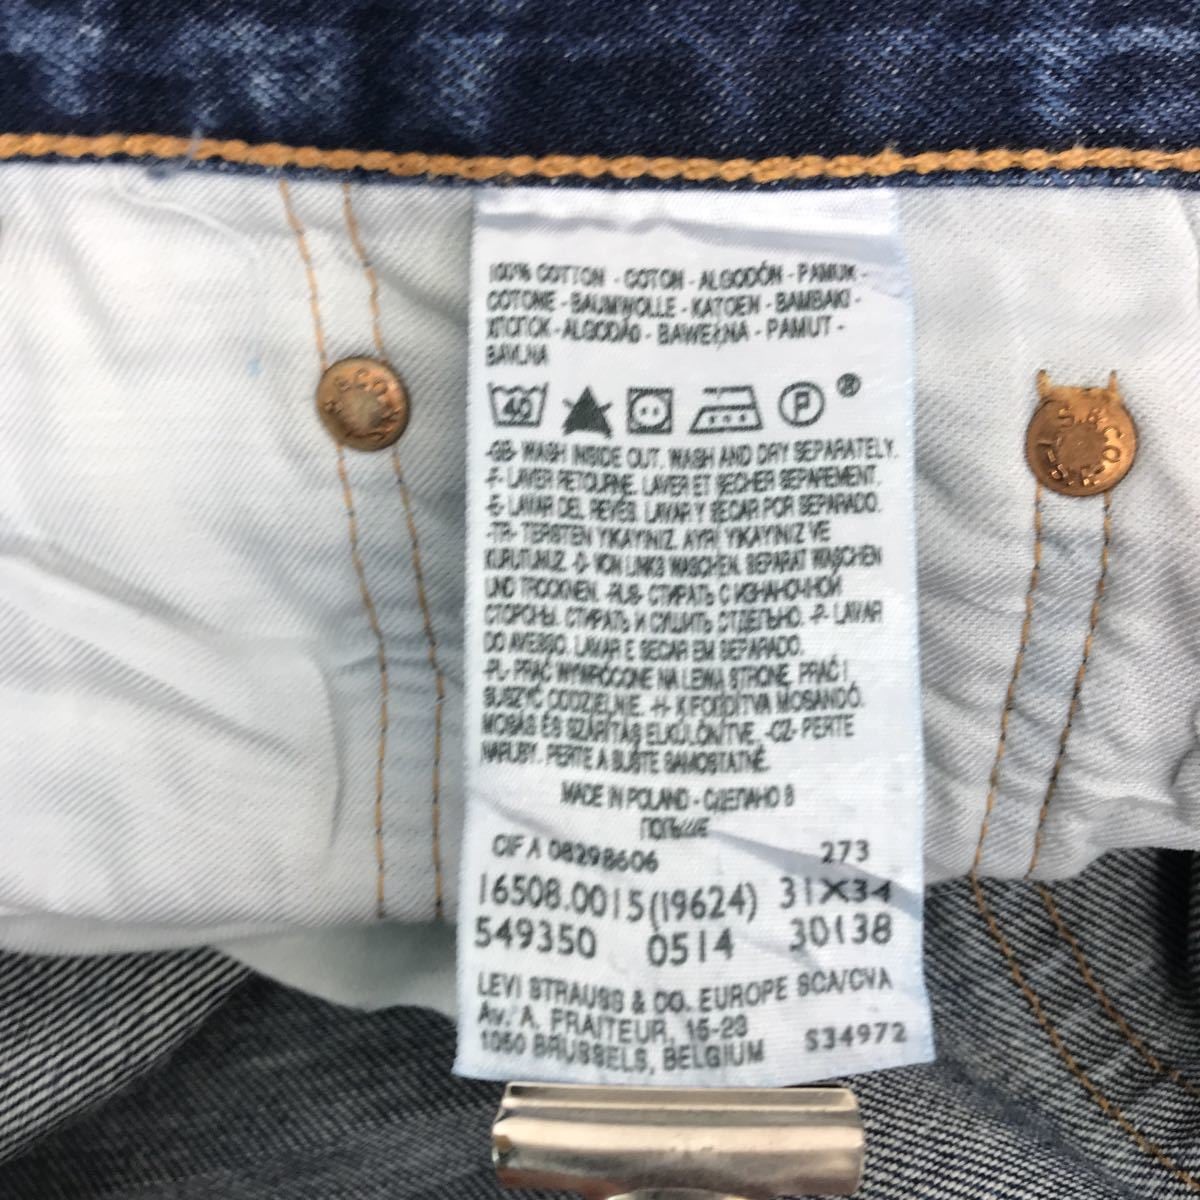 100% COTTON - COTON - ALGODÓN - PAMUK -
COTONE - BAUMWOLLE - KATOEN - BAMBAKI -
ХΠΟΠΟΚ - ALGODÃO - BAWEŁNA - PAMUT -
BAVLNA
40 P ®
-GB- WASH INSIDE OUT. WASH AND DRY SEPARATELY.
-F- LAVER RETOURNE. LAVER ET SECHER SEPAREMENT.
-E- LAVAR DEL REVÉS. LAVAR Y SECAR POR SEPARADO.
-TR- TERSTEN YIKAYINIZ. AYRI YIKAYINIZ VE
KURUTUNUZ. -D- VON LINKS WASCHEN. SEPARAT WASCHEN
UND TROCKNEN. -RUS- СТИРАТЬ С ИЗНАНОЧНОЙ
СТОРОНЫ. СТИРАТЬ И СУШИТЬ ОТДЕЛЬНО. -P- LAVAR
DO AVESSO. LAVAR E SECAR EM SEPARADO.
-PL- PRAĆ WYWRÓCONE NA LEWĄ STRONĘ. PRAĆ I
SUSZYĆ ODDZIELNIE. -H- KIFORDÍTVA MOSANDÓ.
MOSÁS ÉS SZÁRÍTÁS ELKÜLÖNÍTVE. -CZ- PERTE
NARUBY. PERTE A SUŠTE SAMOSTATNĚ.
MADE IN POLAND - СДЕЛАНО В
ПОЛЬШЕ
CIF A 08298606 273
16508.0015 (19624) 31X34
549350 0514 30138
LEVI STRAUSS & CO. EUROPE SCA/CVA
Av. A. FRAITEUR, 15-23
1050 BRUSSELS, BELGIUM S34972